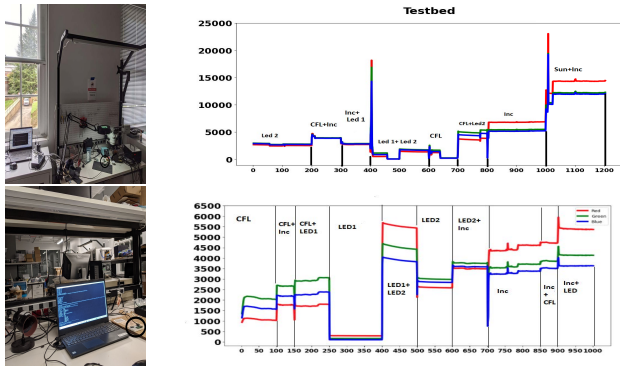 Testbed
25000
20000
15000
10000
5000
0
Led 2
CFL+Inc
Inc+
Led 1
Led 1+ Led 2
CFL
CFL+Led2
Inc
Sun+Inc
0 100 200 300 400 500 600 700 800 900 1000 1100 1200
6500
6000
5500
5000
4500
4000
3500
3000
2500
2000
1500
1000
500
0
CFL
CFL+
Inc
CFL+
LED1
LED1
LED1+
LED2
LED2
LED2+
Inc
Inc
Inc
+
CFL
Inc+
LED
Red
Green
Blue
0 50 100 150 200 250 300 350 400 450 500 550 600 650 700 750 800 850 900 950 1000